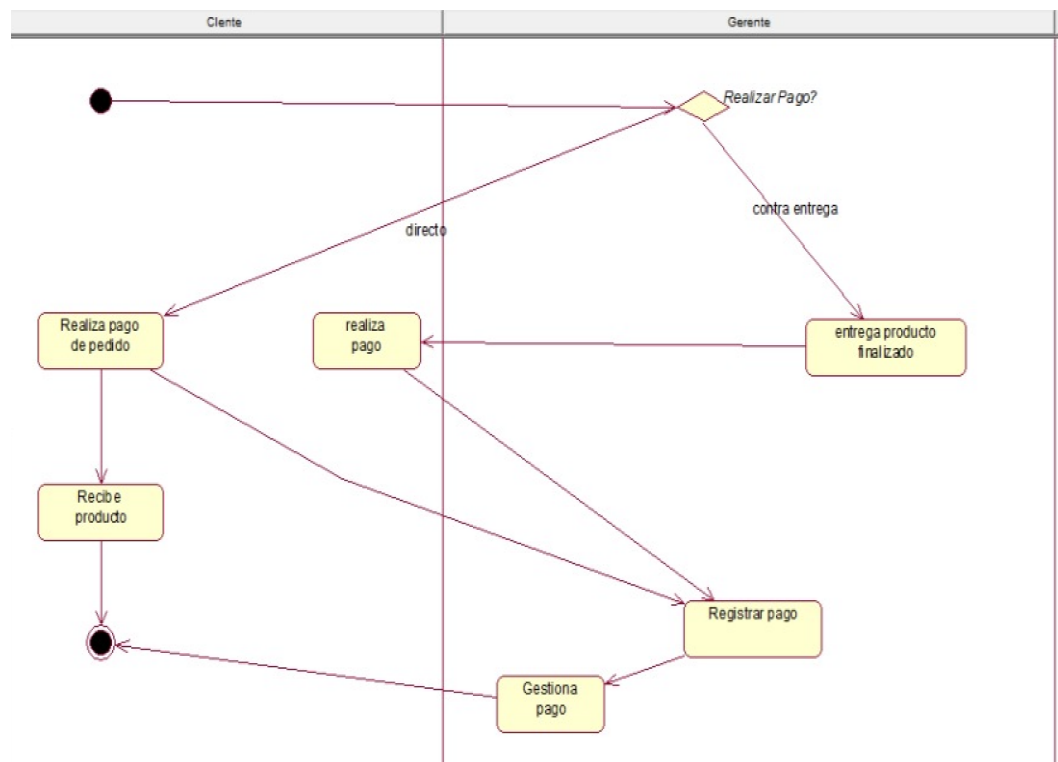 Clente
Gerente
Realizar Pago?
contra entrega
directo
Realiza pago
de pedido
realiza
pago
entrega producto
finalizado
Recibe
producto
Registrar pago
Gestiona
pago